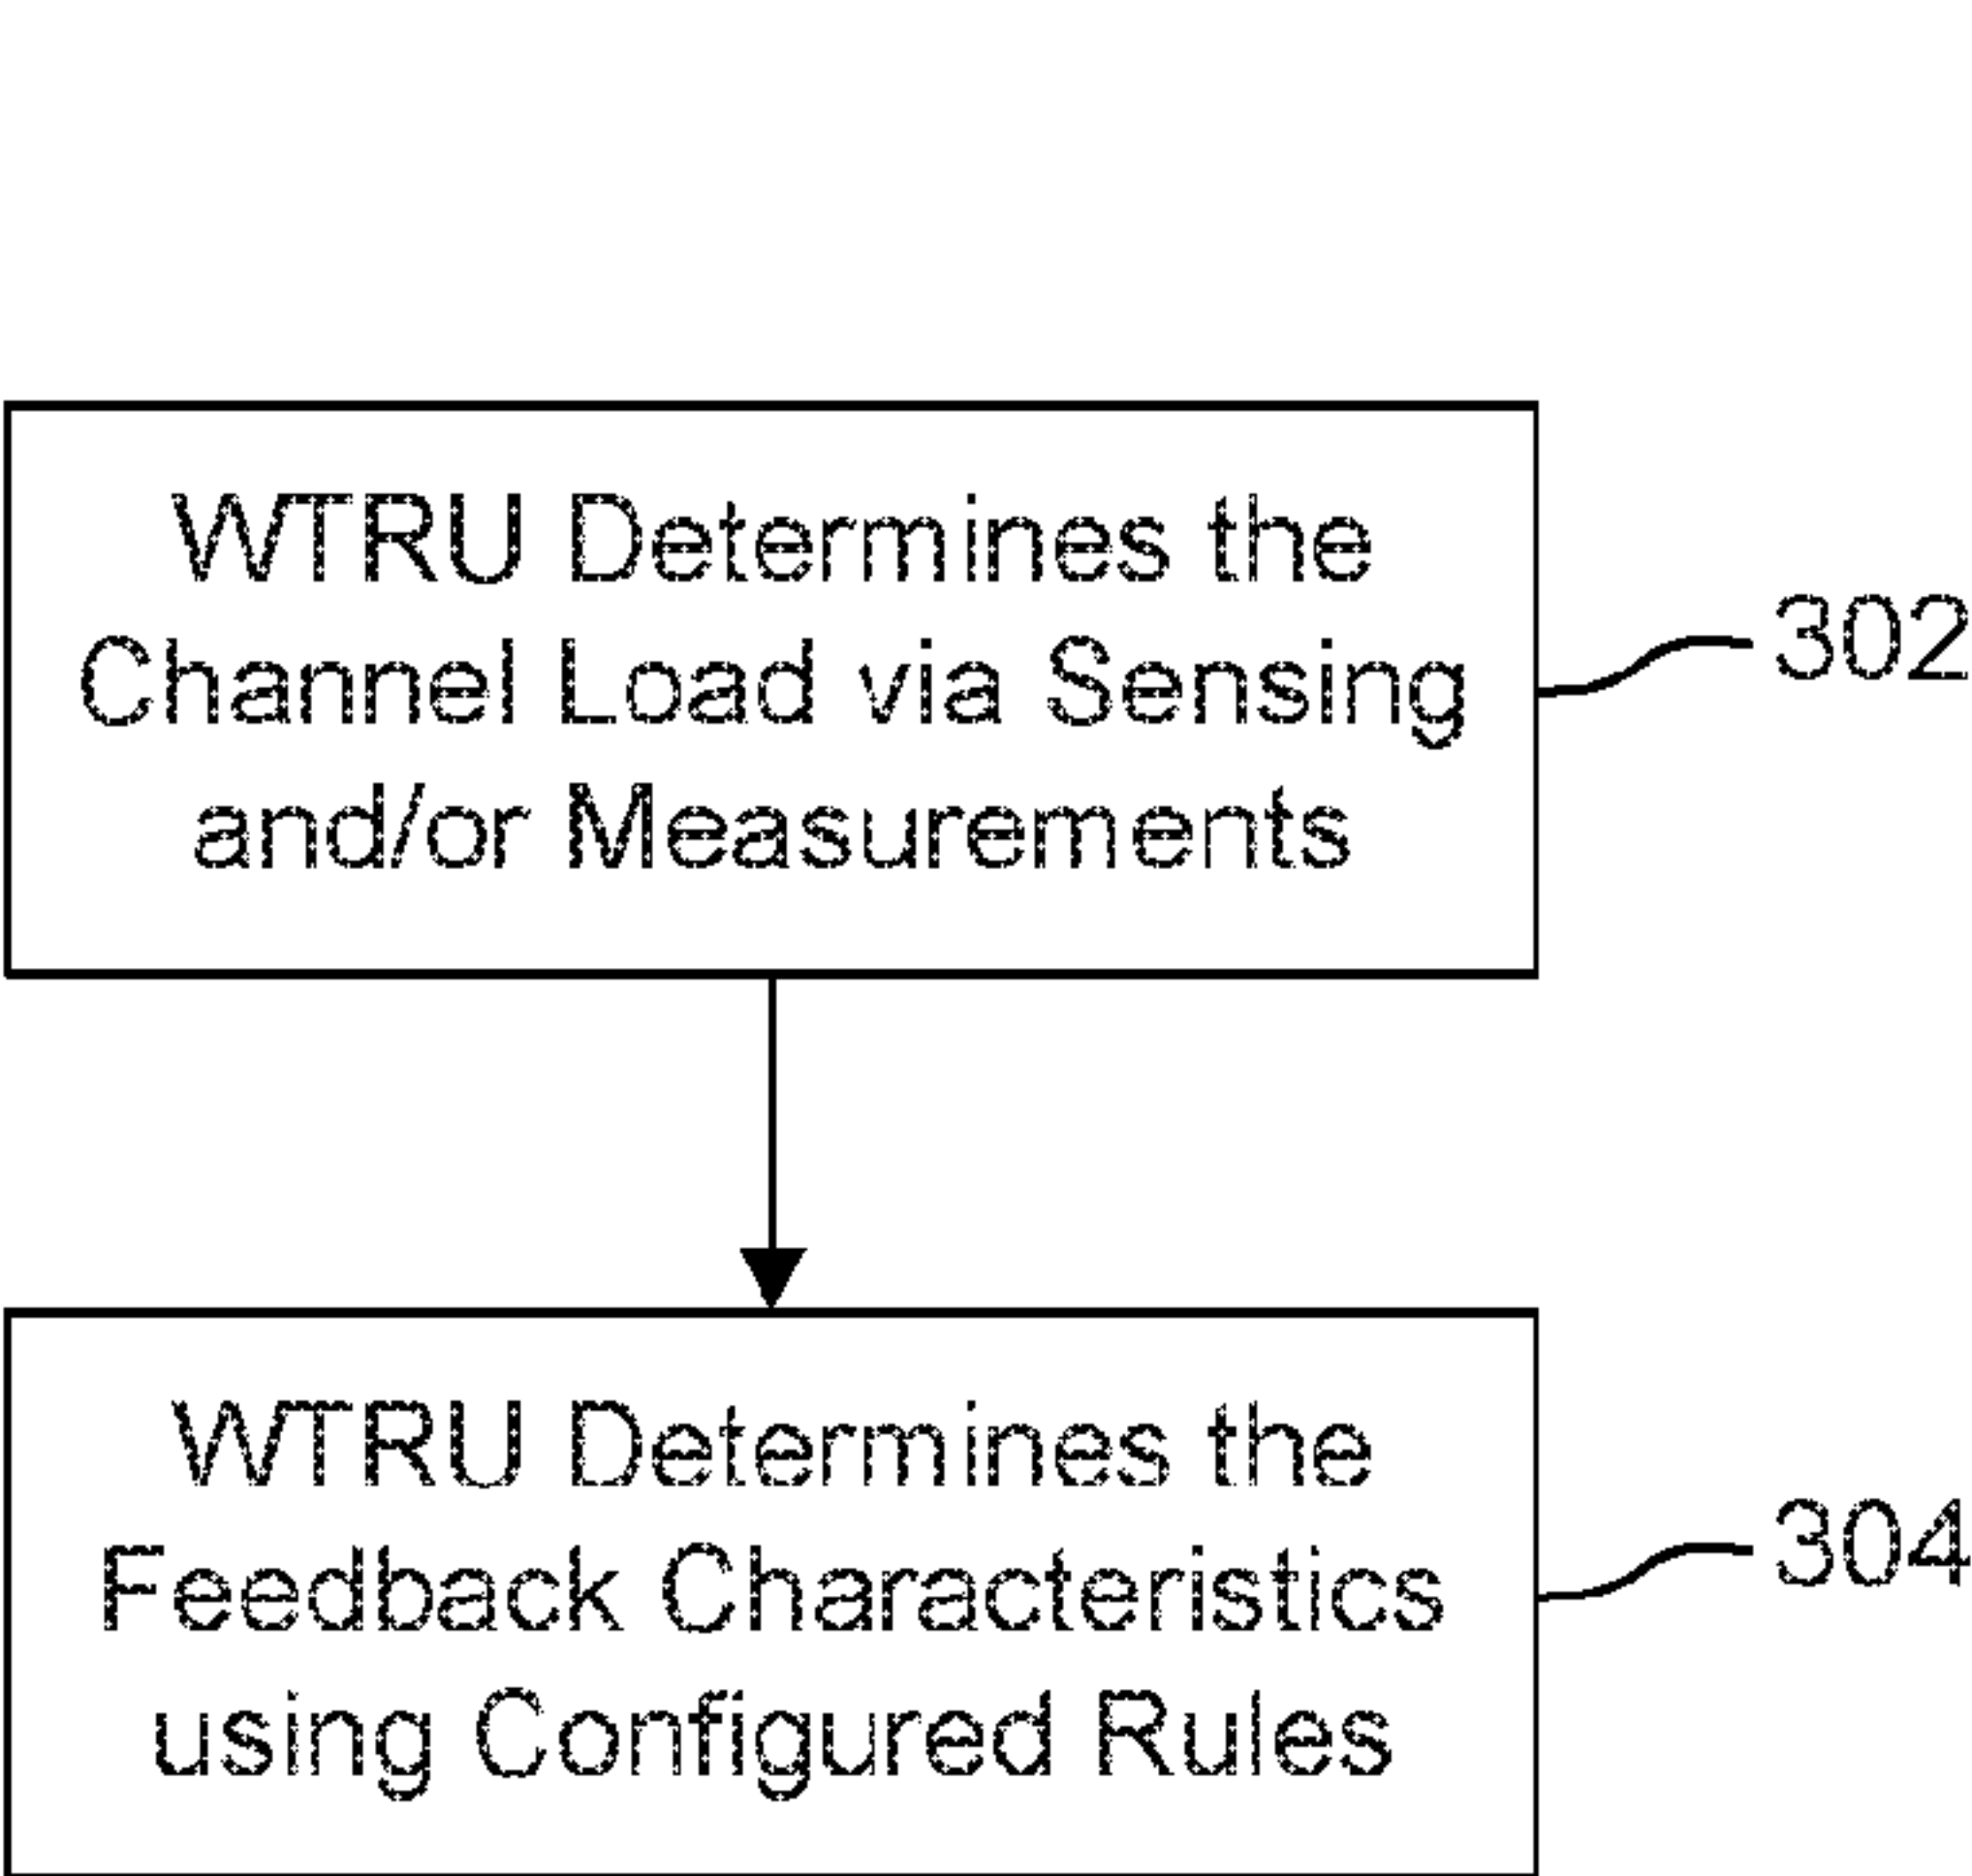 WTRU Determines the
Channel Load via Sensing
and/or Measurements
302
WTRU Determines the
Feedback Characteristics
using Configured Rules
304